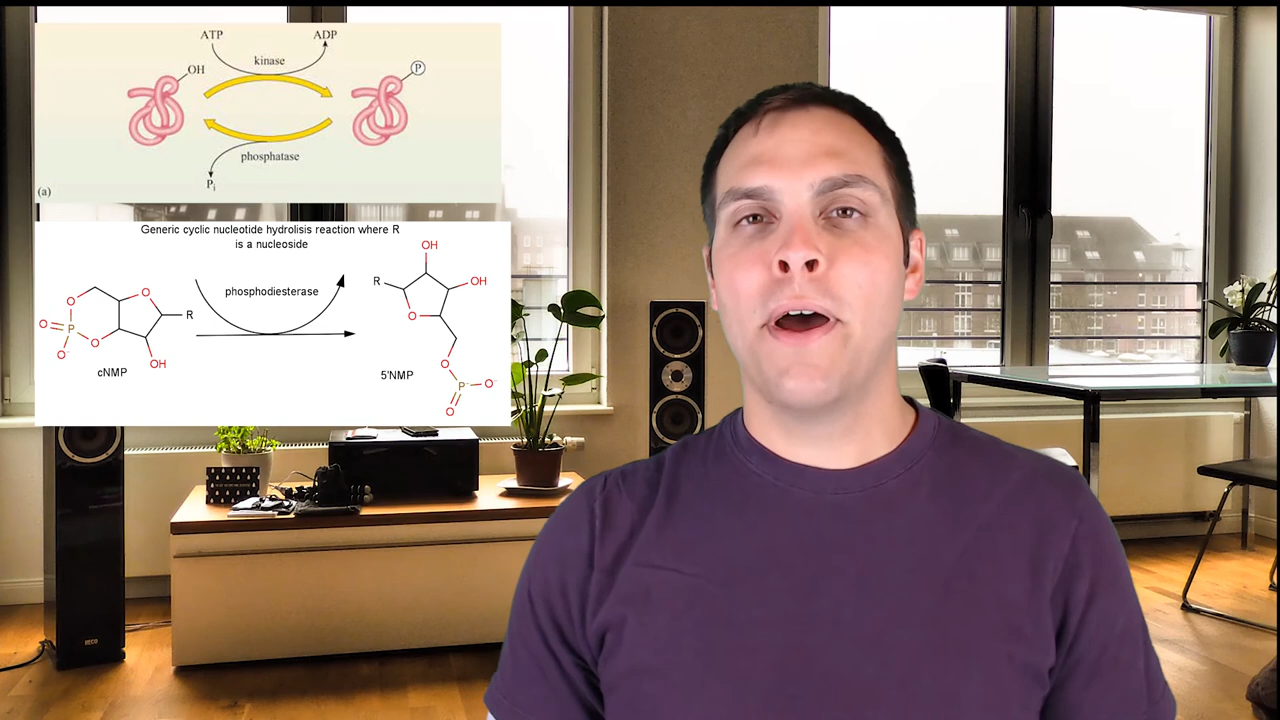 ATP ADP
kinase
OH P
phosphatase
Pi
(a)
Generic cyclic nucleotide hydrolisis reaction where R
is a nucleoside
phosphodiesterase
O O R
O P O
O- OH
cNMP
OH
R OH
O
O
P O-
O
5'NMP
HECO